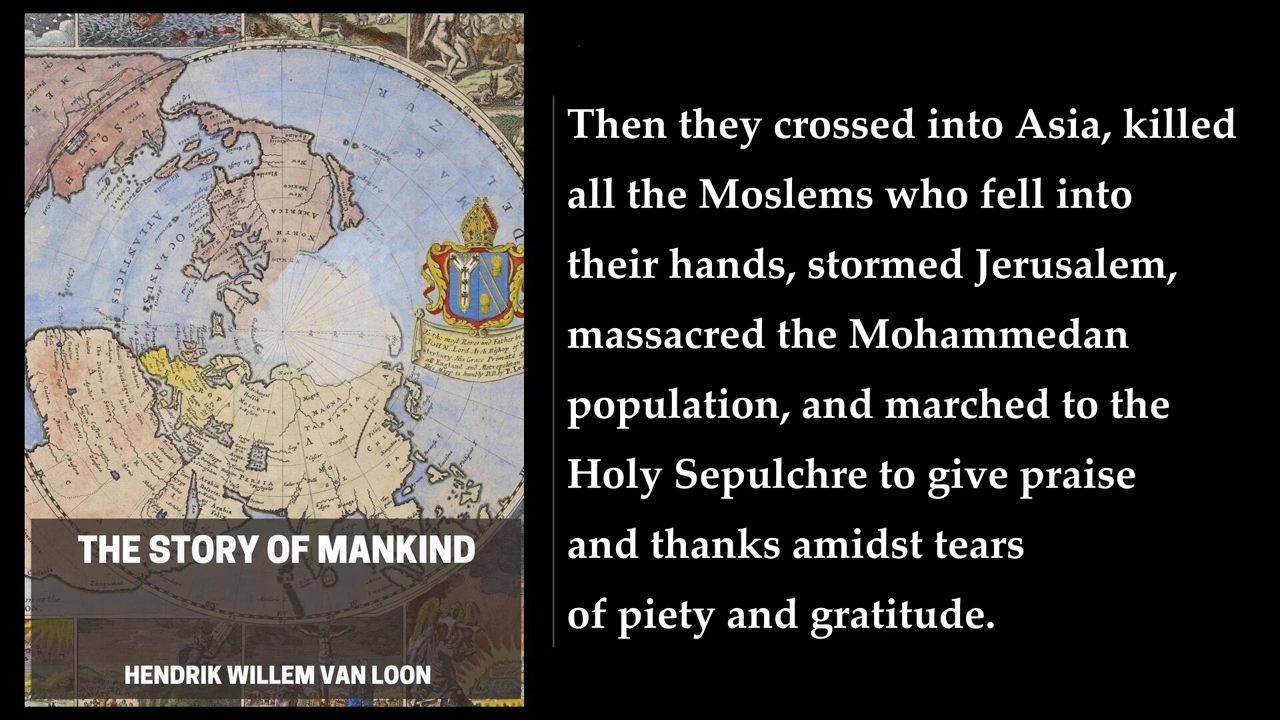 THE STORY OF MANKIND
HENDRIK WILLEM VAN LOON
Then they crossed into Asia, killed
all the Moslems who fell into
their hands, stormed Jerusalem,
massacred the Mohammedan
population, and marched to the
Holy Sepulchre to give praise
and thanks amidst tears
of piety and gratitude.